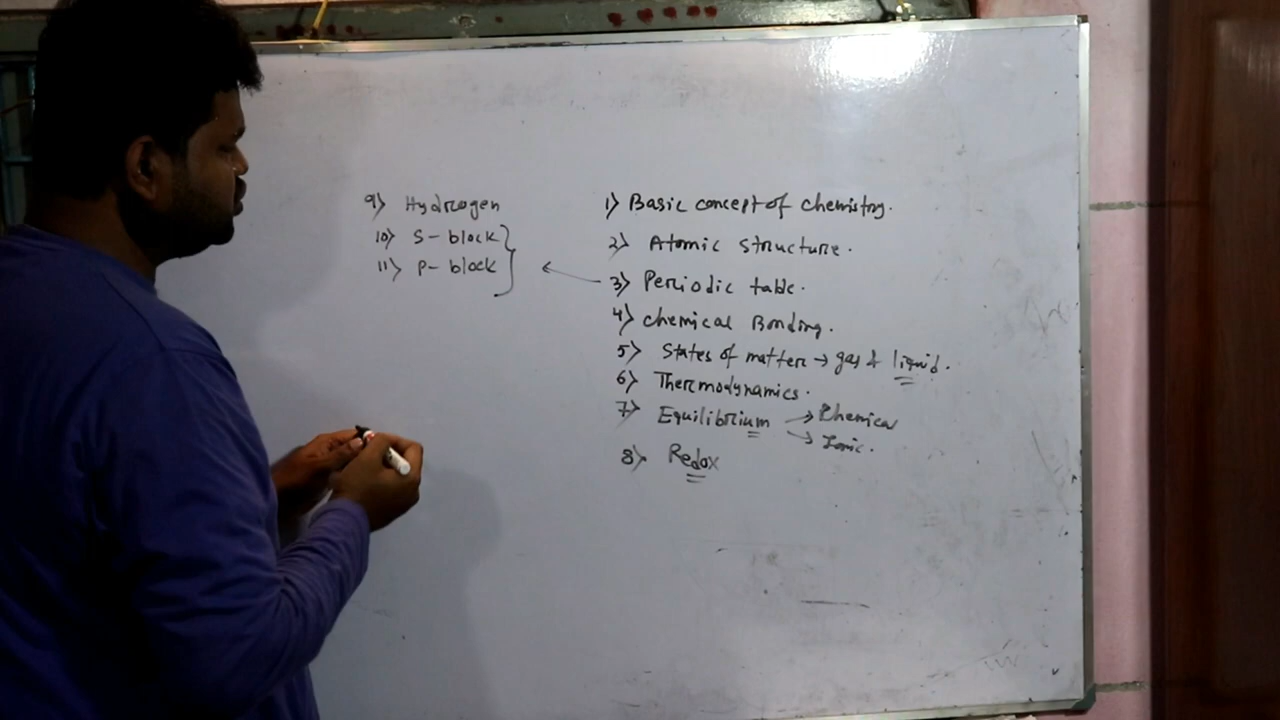 1) Basic concept of chemistry.
2) Atomic structure.
3) Periodic table.
4) Chemical Bonding.
5) States of matter → gas & liquid.
6) Thermodynamics.
7) Equilibrium → Chemical
→ Ionic.
8) Redox
9) Hydrogen
10) S-block
11) P-block